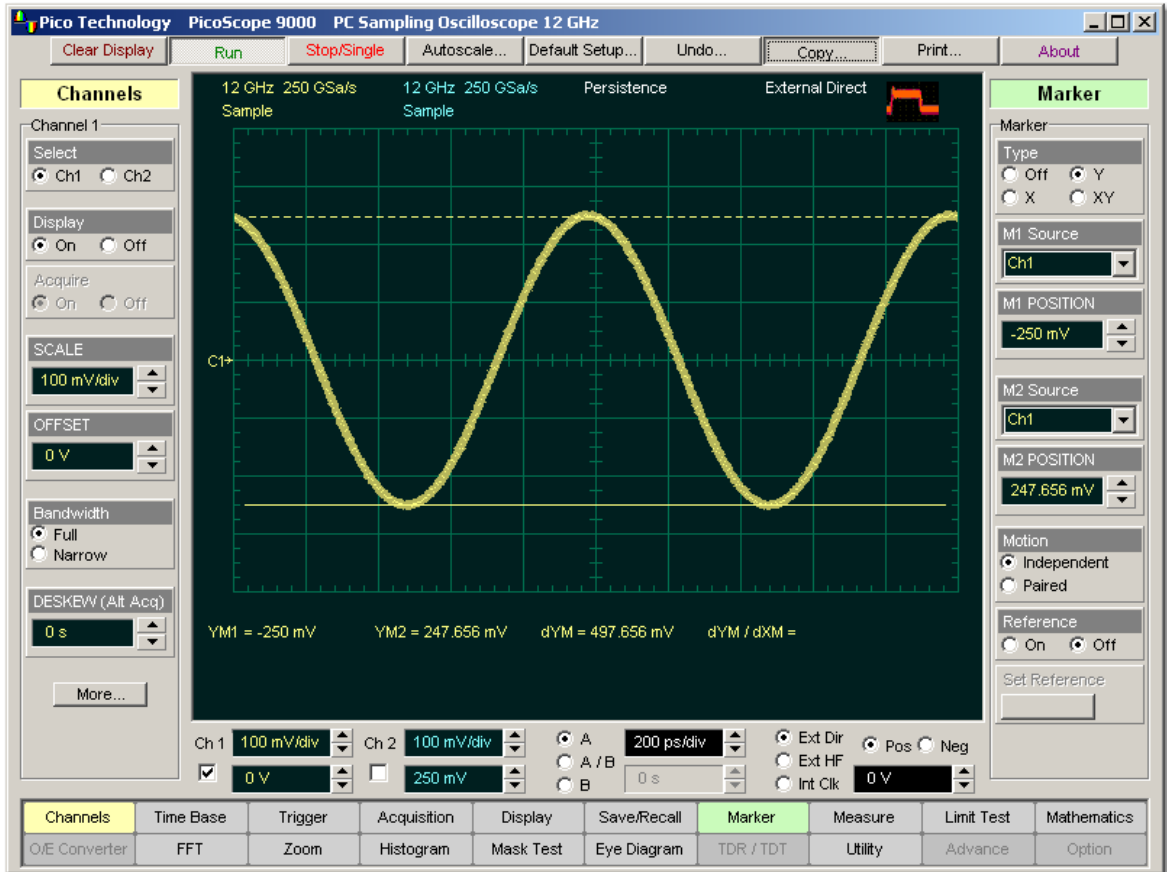 Pico Technology PicoScope 9000 PC Sampling Oscilloscope 12 GHz
Clear Display Run Stop/Single Autoscale... Default Setup... Undo... Copy... Print... About
Channels
Channel 1
Select
Ch1 Ch2
Display
On Off
Acquire
On Off
SCALE
100 mV/div
OFFSET
0 V
Bandwidth
Full
Narrow
DESKEW (Alt Acq)
0 s
More...
12 GHz 250 GSa/s 12 GHz 250 GSa/s Persistence External Direct
Sample Sample
C1
YM1 = -250 mV YM2 = 247.656 mV dYM = 497.656 mV dYM / dXM =
Marker
Marker
Type
Off Y
X XY
M1 Source
Ch1
M1 POSITION
-250 mV
M2 Source
Ch1
M2 POSITION
247.656 mV
Motion
Independent
Paired
Reference
On Off
Set Reference
Ch 1 100 mV/div Ch 2 100 mV/div A 200 ps/div Ext Dir Pos Neg
A / B Ext HF
0 V 250 mV B 0 s Int Clk 0 V
Channels Time Base Trigger Acquisition Display Save/Recall Marker Measure Limit Test Mathematics
O/E Converter FFT Zoom Histogram Mask Test Eye Diagram TDR / TDT Utility Advance Option